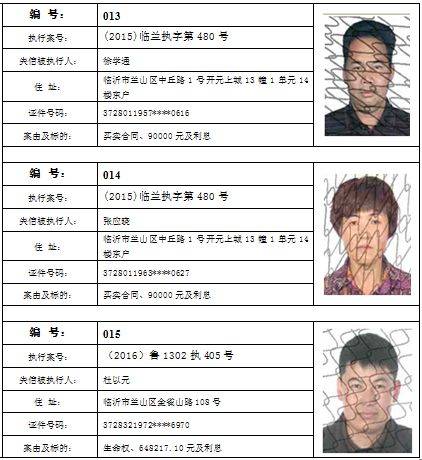 编 号： 013
执行案号： (2015)临兰执字第 480 号
失信被执行人： 徐学通
住 址： 临沂市兰山区中丘路 1 号开元上城 13 幢 1 单元 14
楼东户
证件号码： 3728011957****0616
案由及标的： 买卖合同、90000 元及利息
编 号： 014
执行案号： (2015)临兰执字第 480 号
失信被执行人： 张应晓
住 址： 临沂市兰山区中丘路 1 号开元上城 13 幢 1 单元 14
楼东户
证件号码： 3728011963****0627
案由及标的： 买卖合同、90000 元及利息
编 号： 015
执行案号： （2016）鲁 1302 执 405 号
失信被执行人： 杜以元
住 址： 临沂市兰山区金雀山路 108 号
证件号码： 3728321972****6970
案由及标的： 生命权、648217.10 元及利息